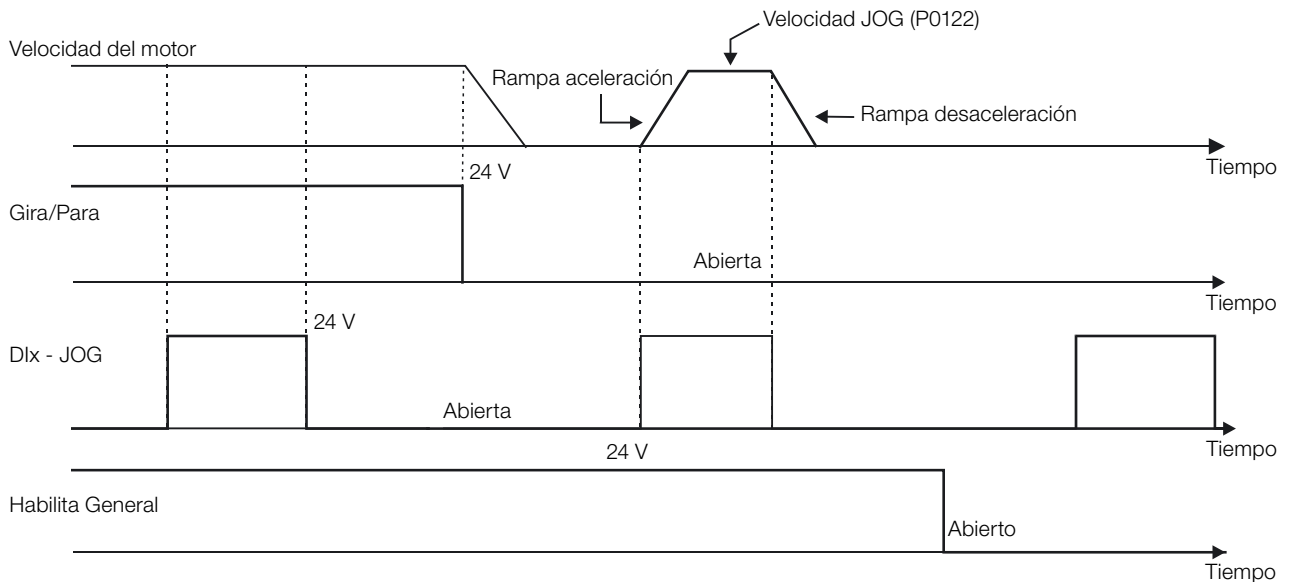 Velocidad JOG (P0122)
Velocidad del motor
Rampa aceleración
Rampa desaceleración
Tiempo
24 V
Gira/Para
Abierta
Tiempo
24 V
DIx - JOG
Abierta
Tiempo
24 V
Habilita General
Abierto
Tiempo